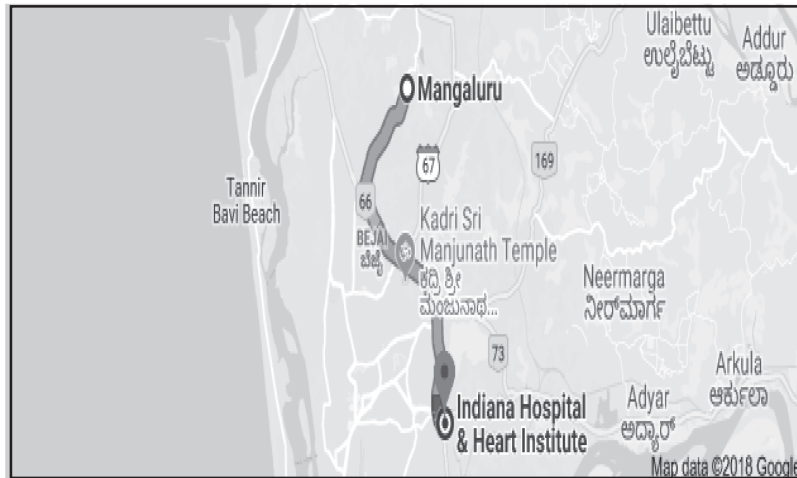 Ulaibettu
ಉಲೈಬೆಟ್ಟು
Addur
ಅಡ್ಡೂರು
Mangaluru
67
169
Tannir
Bavi Beach
66
BEJAI
ಬೆಜೈ
Kadri Sri
Manjunath Temple
ಕದ್ರಿ ಶ್ರೀ
ಮಂಜುನಾಥ...
Neermarga
ನೀರ್‌ಮಾರ್ಗ
73
Arkula
ಅರ್ಕುಲಾ
Adyar
ಅದ್ಯಾರ್
Indiana Hospital
& Heart Institute
Map data ©2018 Google